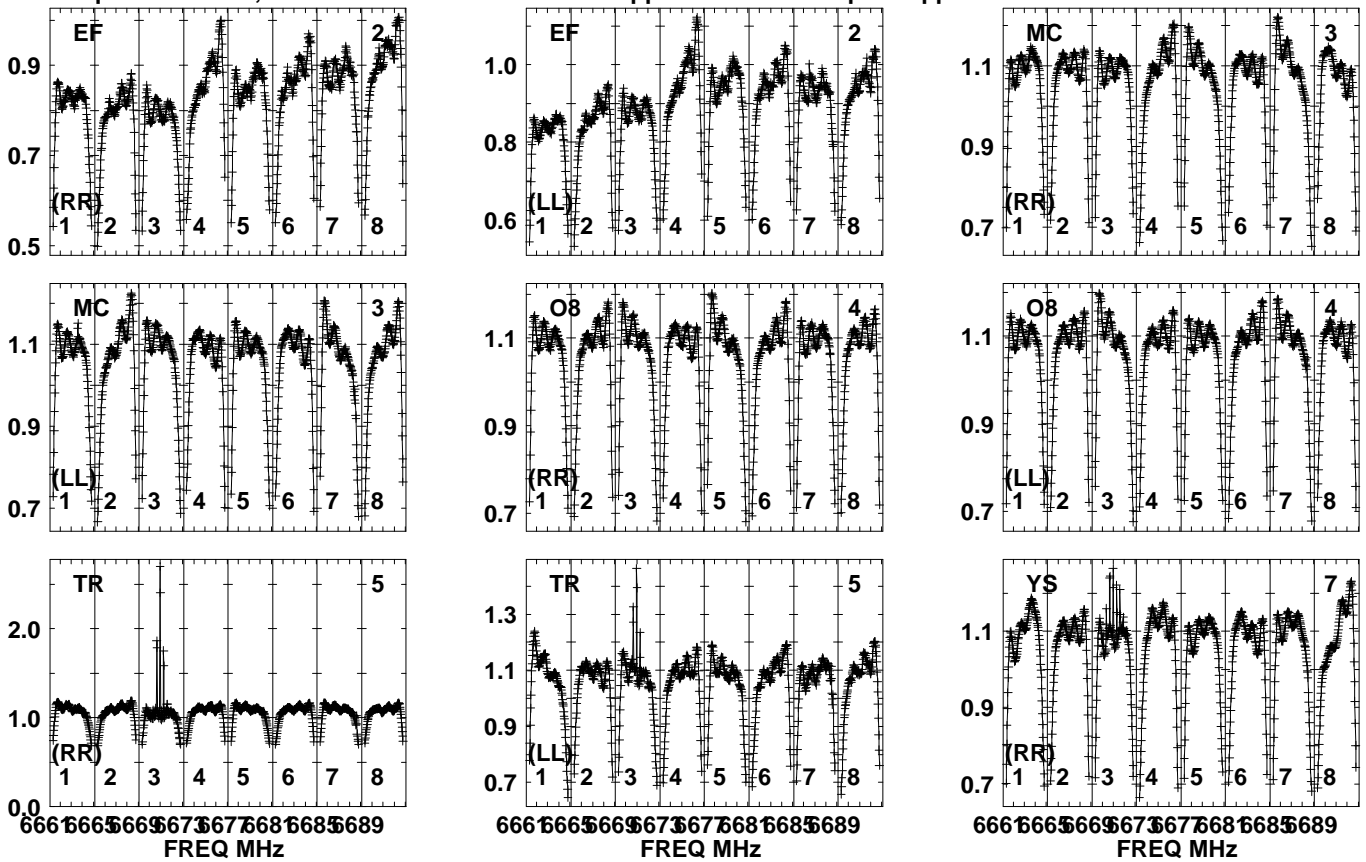 EF 2
0.9
0.7
0.5
(RR)
1 2 3 4 5 6 7 8
EF 2
1.0
0.8
0.6
(LL)
1 2 3 4 5 6 7 8
MC 3
1.1
0.9
0.7
(RR)
1 2 3 4 5 6 7 8
MC 3
1.1
0.9
0.7
(LL)
1 2 3 4 5 6 7 8
O8 4
1.1
0.9
0.7
(RR)
1 2 3 4 5 6 7 8
O8 4
1.1
0.9
0.7
(LL)
1 2 3 4 5 6 7 8
TR 5
2.0
1.0
0.0
(RR)
1 2 3 4 5 6 7 8
6661 6665 6669 6673 6677 6681 6685 6689
FREQ MHz
TR 5
1.3
1.1
0.9
0.7
(LL)
1 2 3 4 5 6 7 8
6661 6665 6669 6673 6677 6681 6685 6689
FREQ MHz
YS 7
1.1
0.9
0.7
(RR)
1 2 3 4 5 6 7 8
6661 6665 6669 6673 6677 6681 6685 6689
FREQ MHz